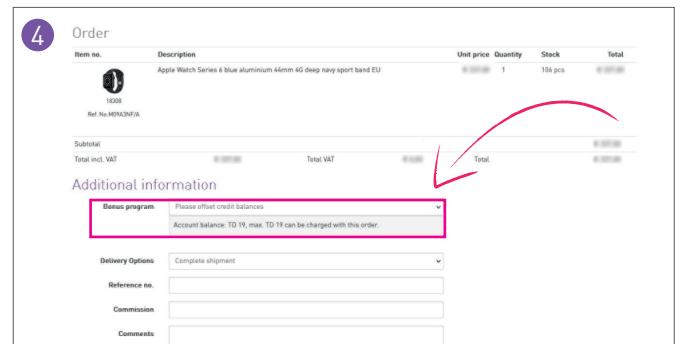 4
Order
Item no. Description Unit price Quantity Stock Total
Apple Watch Series 6 blue aluminium 44mm 4G deep navy sport band EU 1 106 pcs
18308
Ref. No:M09A3NF/A
Subtotal
Total incl. VAT Total VAT Total
Additional information
Bonus program Please offset credit balances
Account balance: TD 19, max. TD 19 can be charged with this order.
Delivery Options Complete shipment
Reference no.
Commission
Comments